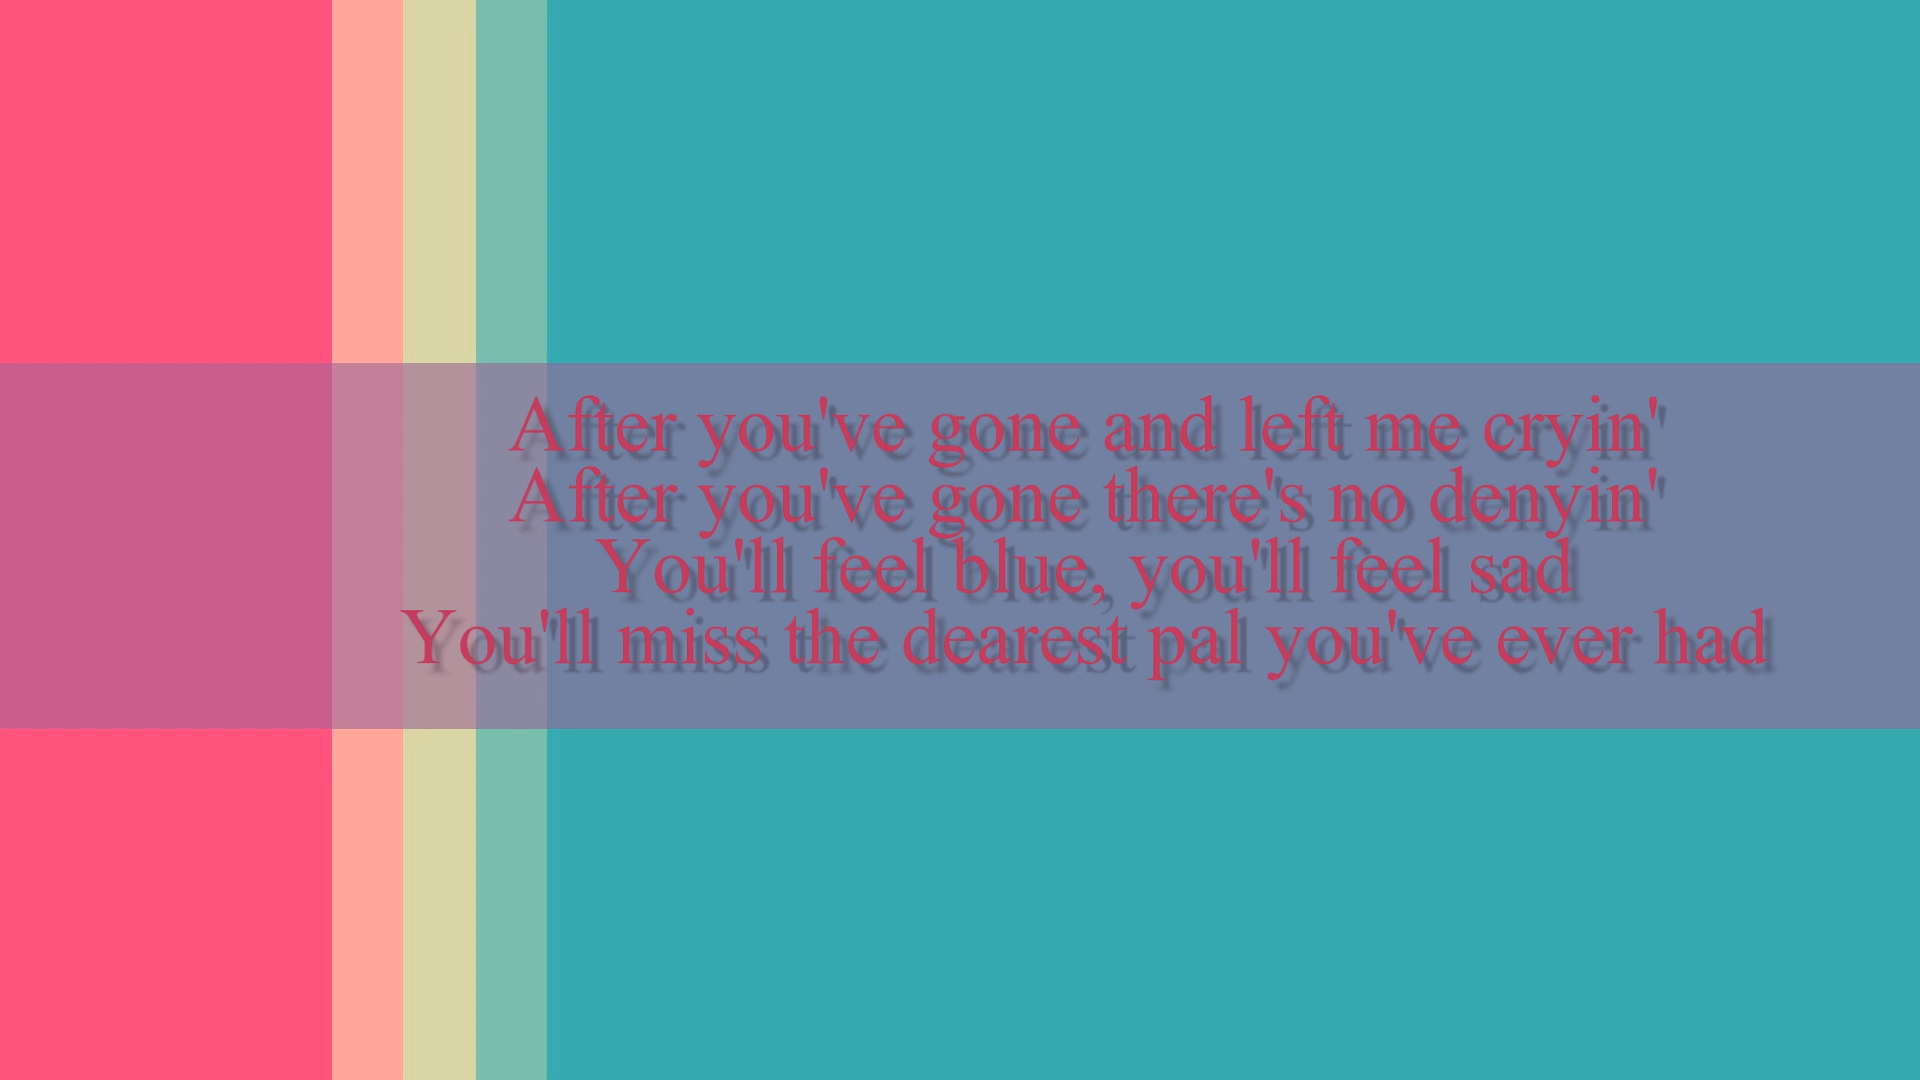 After you've gone and left me cryin'
After you've gone there's no denyin'
You'll feel blue, you'll feel sad
You'll miss the dearest pal you've ever had